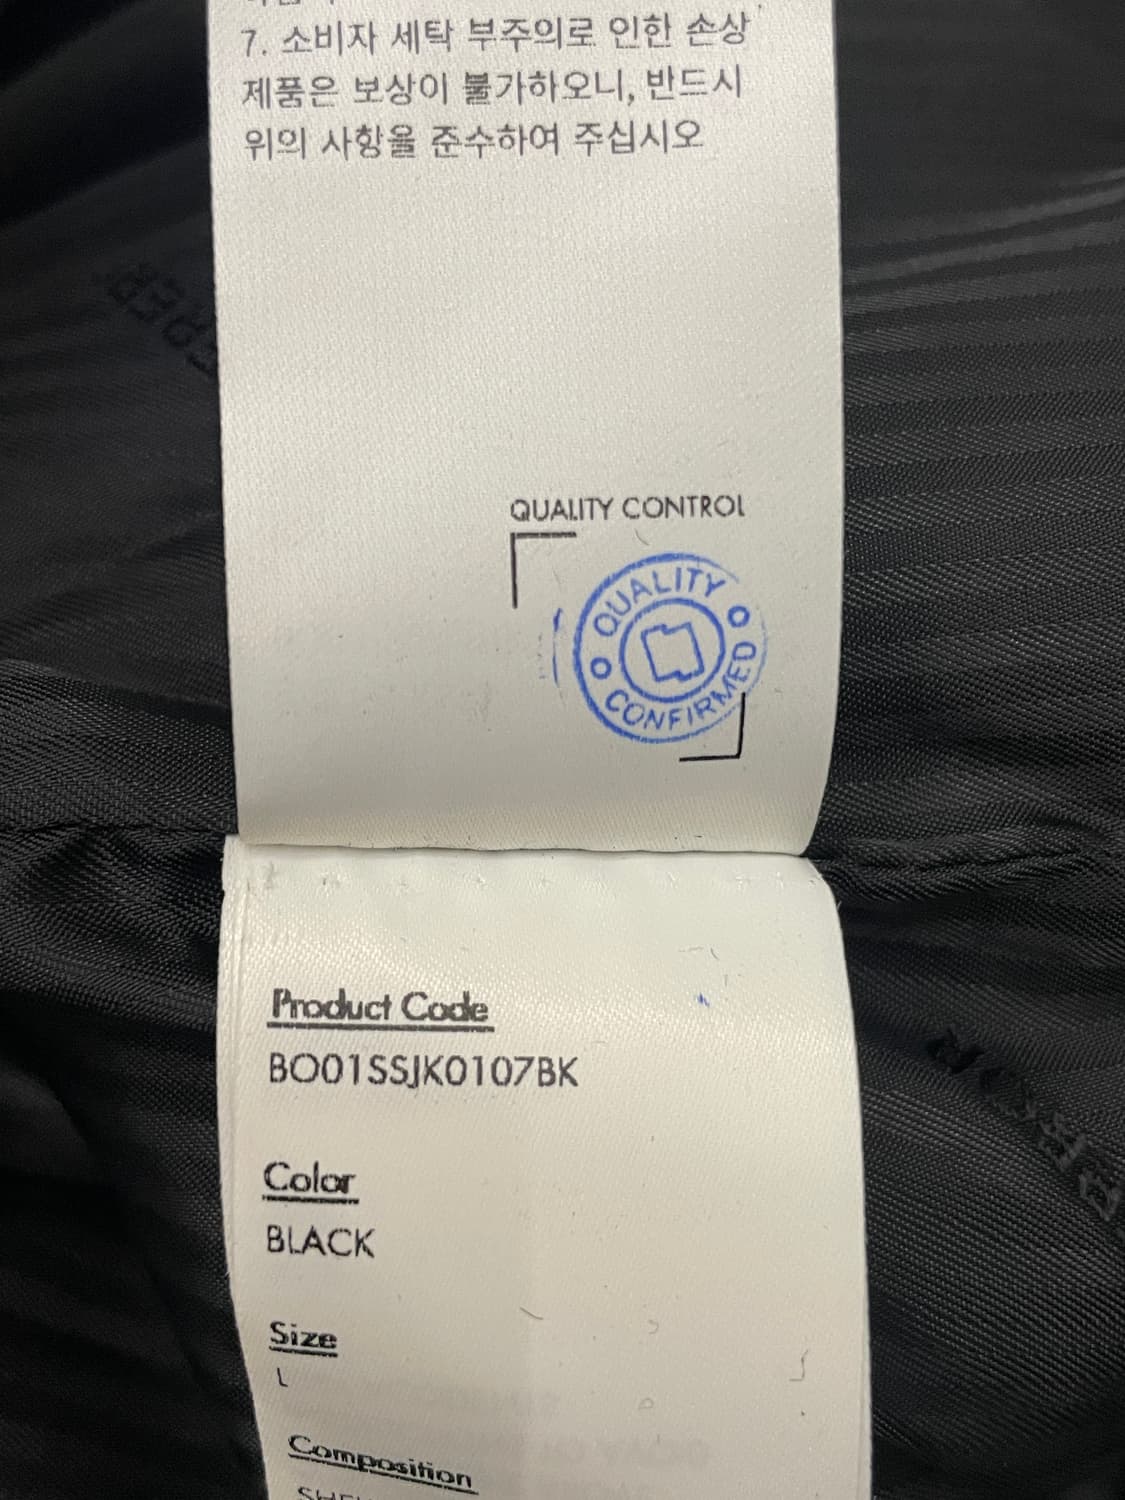 7. 소비자 세탁 부주의로 인한 손상
제품은 보상이 불가하오니, 반드시
위의 사항을 준수하여 주십시오
QUALITY CONTROL
QUALITY
CONFIRMED
Product Code
BO01SSJK0107BK
Color
BLACK
Size
L
Composition